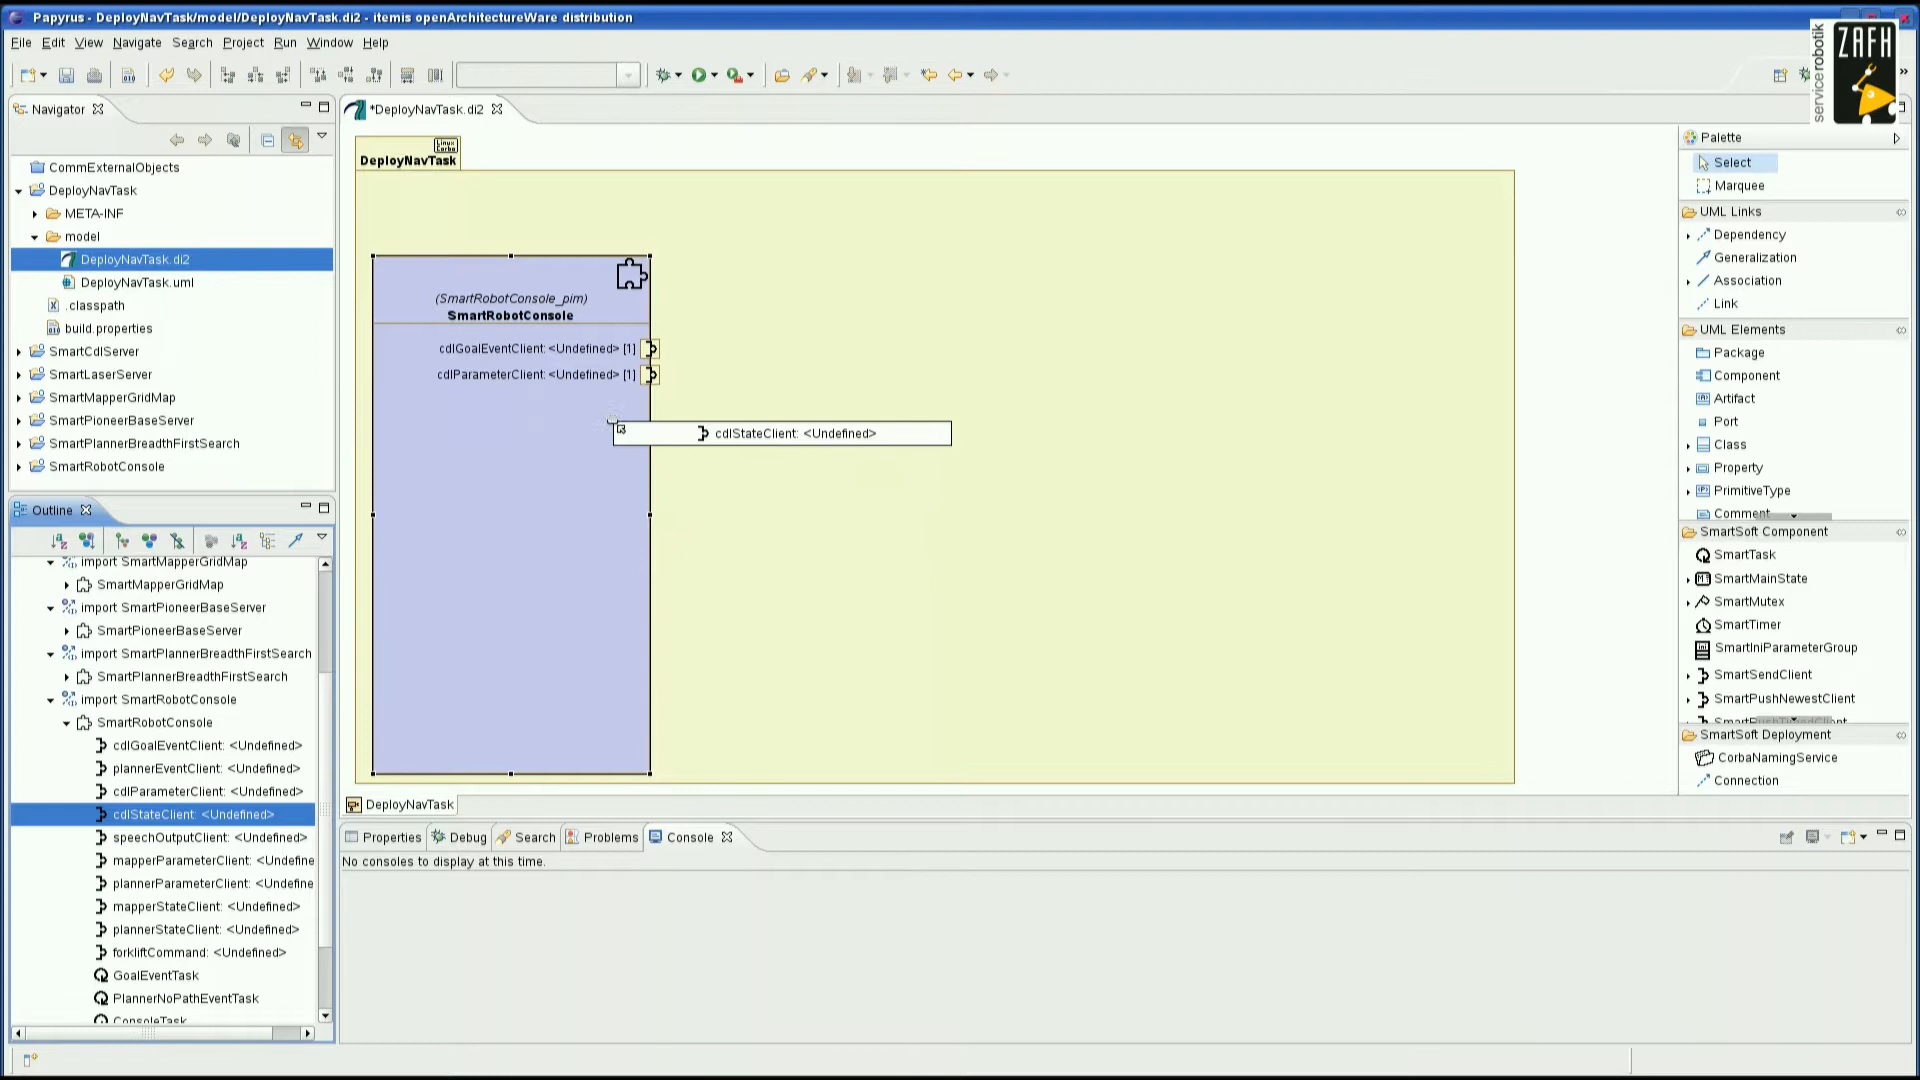 Papyrus - DeployNavTask/model/DeployNavTask.di2 - itemis openArchitectureWare distribution
File Edit View Navigate Search Project Run Window Help
servicerobotik
ZAFH
Navigator
CommExternalObjects
DeployNavTask
META-INF
model
DeployNavTask.di2
DeployNavTask.uml
.classpath
build.properties
SmartCdlServer
SmartLaserServer
SmartMapperGridMap
SmartPioneerBaseServer
SmartPlannerBreadthFirstSearch
SmartRobotConsole
Outline
import SmartMapperGridMap
SmartMapperGridMap
import SmartPioneerBaseServer
SmartPioneerBaseServer
import SmartPlannerBreadthFirstSearch
SmartPlannerBreadthFirstSearch
import SmartRobotConsole
SmartRobotConsole
cdlGoalEventClient: <Undefined>
plannerEventClient: <Undefined>
cdlParameterClient: <Undefined>
cdlStateClient: <Undefined>
speechOutputClient: <Undefined>
mapperParameterClient: <Undefine
plannerParameterClient: <Undefine
mapperStateClient: <Undefined>
plannerStateClient: <Undefined>
forkliftCommand: <Undefined>
GoalEventTask
PlannerNoPathEventTask
ConsoleTask
*DeployNavTask.di2
Linux
Corba
DeployNavTask
(SmartRobotConsole_pim)
SmartRobotConsole
cdlGoalEventClient: <Undefined> [1]
cdlParameterClient: <Undefined> [1]
cdlStateClient: <Undefined>
DeployNavTask
Properties Debug Search Problems Console
No consoles to display at this time.
Palette
Select
Marquee
UML Links
Dependency
Generalization
Association
Link
UML Elements
Package
Component
Artifact
Port
Class
Property
PrimitiveType
Comment
SmartSoft Component
SmartTask
SmartMainState
SmartMutex
SmartTimer
SmartIniParameterGroup
SmartSendClient
SmartPushNewestClient
SmartPushTimedClient
SmartSoft Deployment
CorbaNamingService
Connection